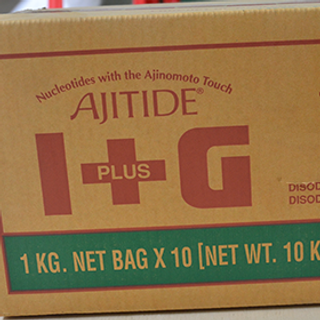 Nucleotides with the Ajinomoto Touch
AJITIDE®
I+G
PLUS
DISOD
DISOD
1 KG. NET BAG X 10 [NET WT. 10 K